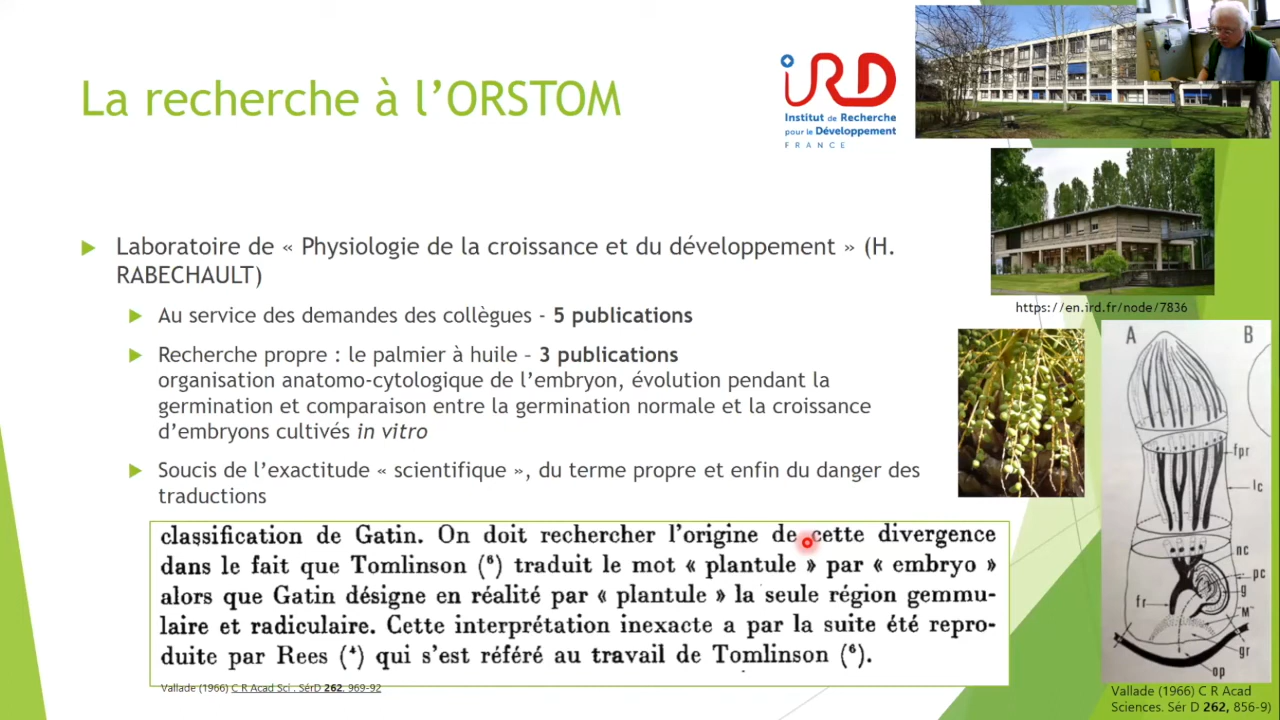 La recherche à l’ORSTOM
iRD
Institut de Recherche
pour le Développement
FRANCE
https://en.ird.fr/node/7836
Laboratoire de « Physiologie de la croissance et du développement » (H.
RABECHAULT)
Au service des demandes des collègues - 5 publications
Recherche propre : le palmier à huile – 3 publications
organisation anatomo-cytologique de l’embryon, évolution pendant la
germination et comparaison entre la germination normale et la croissance
d’embryons cultivés in vitro
Soucis de l’exactitude « scientifique », du terme propre et enfin du danger des
traductions
classification de Gatin. On doit rechercher l’origine de cette divergence
dans le fait que Tomlinson (⁶) traduit le mot « plantule » par « embryo »
alors que Gatin désigne en réalité par « plantule » la seule région gemmu-
laire et radiculaire. Cette interprétation inexacte a par la suite été repro-
duite par Rees (⁴) qui s’est référé au travail de Tomlinson (⁶).
Vallade (1966) C R Acad Sci . SérD 262, 969-92
A
B
fpr
lc
nc
pc
g
fr
M
gr
op
Vallade (1966) C R Acad
Sciences. Sér D 262, 856-9)